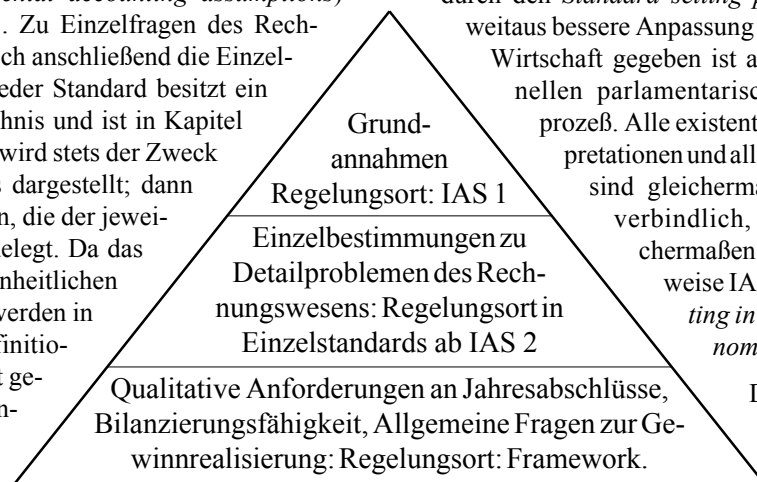 . Zu Einzelfragen des Rech-
ch anschließend die Einzel-
eder Standard besitzt ein
hnis und ist in Kapitel
wird stets der Zweck
s dargestellt; dann
n, die der jewei-
elegt. Da das
nheitlichen
werden in
finitio-
t ge-
n-
Grund-
annahmen
Regelungsort: IAS 1
Einzelbestimmungen zu
Detailproblemen des Rech-
nungswesens: Regelungsort in
Einzelstandards ab IAS 2
Qualitative Anforderungen an Jahresabschlüsse,
Bilanzierungsfähigkeit, Allgemeine Fragen zur Ge-
winnrealisierung: Regelungsort: Framework.
weitaus bessere Anpassung
Wirtschaft gegeben ist a
nellen parlamentarisc
prozeß. Alle existent
pretationen und all
sind gleicherma
verbindlich,
chermaßen
weise IA
ting in
nom
D